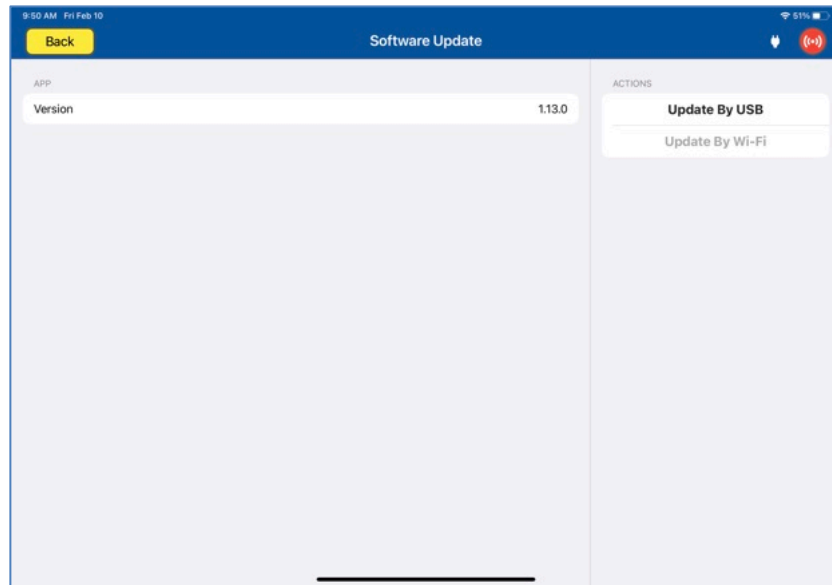 9:50 AM Fri Feb 10
51%
Back
Software Update
APP
Version
1.13.0
ACTIONS
Update By USB
Update By Wi-Fi